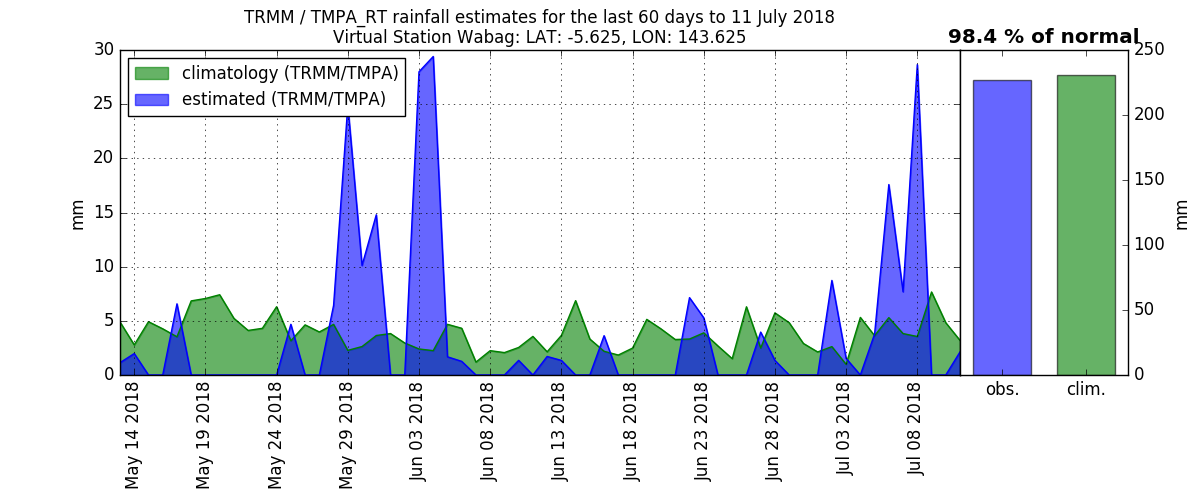 TRMM / TMPA_RT rainfall estimates for the last 60 days to 11 July 2018
Virtual Station Wabag: LAT: -5.625, LON: 143.625
98.4 % of normal
climatology (TRMM/TMPA)
estimated (TRMM/TMPA)
mm
30
25
20
15
10
5
0
May 14 2018
May 19 2018
May 24 2018
May 29 2018
Jun 03 2018
Jun 08 2018
Jun 13 2018
Jun 18 2018
Jun 23 2018
Jun 28 2018
Jul 03 2018
Jul 08 2018
obs.
clim.
250
200
150
100
50
0
mm